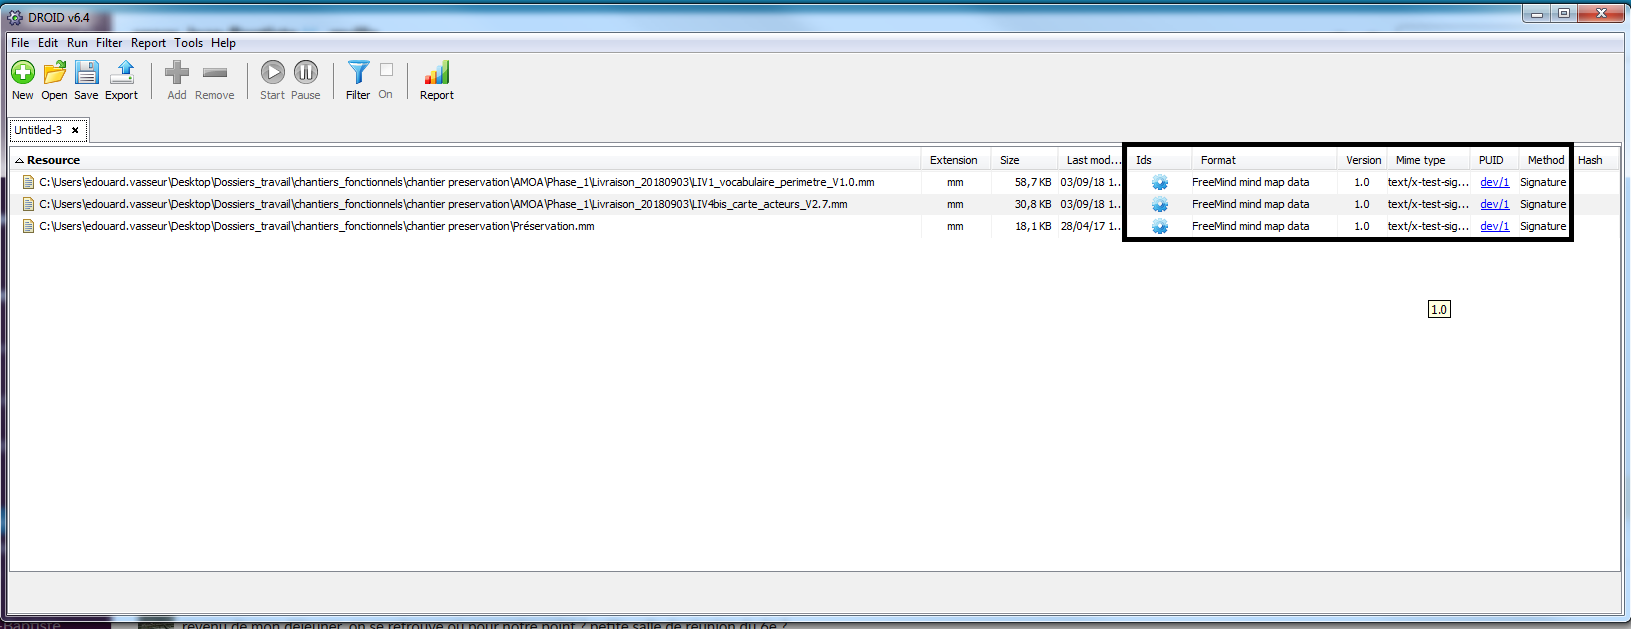 DROID v6.4
File Edit Run Filter Report Tools Help
New Open Save Export Add Remove Start Pause Filter On Report
Untitled-3
Resource Extension Size Last mod... Ids Format Version Mime type PUID Method Hash
C:\Users\edouard.vasseur\Desktop\Dossiers_travail\chantiers_fonctionnels\chantier preservation\AMOA\Phase_1\Livraison_20180903\LIV1_vocabulaire_perimetre_V1.0.mm mm 58,7 KB 03/09/18 1... FreeMind mind map data 1.0 text/x-test-sig... dev/1 Signature
C:\Users\edouard.vasseur\Desktop\Dossiers_travail\chantiers_fonctionnels\chantier preservation\AMOA\Phase_1\Livraison_20180903\LIV4bis_carte_acteurs_V2.7.mm mm 30,8 KB 03/09/18 1... FreeMind mind map data 1.0 text/x-test-sig... dev/1 Signature
C:\Users\edouard.vasseur\Desktop\Dossiers_travail\chantiers_fonctionnels\chantier preservation\Préservation.mm mm 18,1 KB 28/04/17 1... FreeMind mind map data 1.0 text/x-test-sig... dev/1 Signature
1.0
-Baptiste revenu de mon déjeuner, on se retrouve où pour notre point ? petite salle de réunion du 6e ?